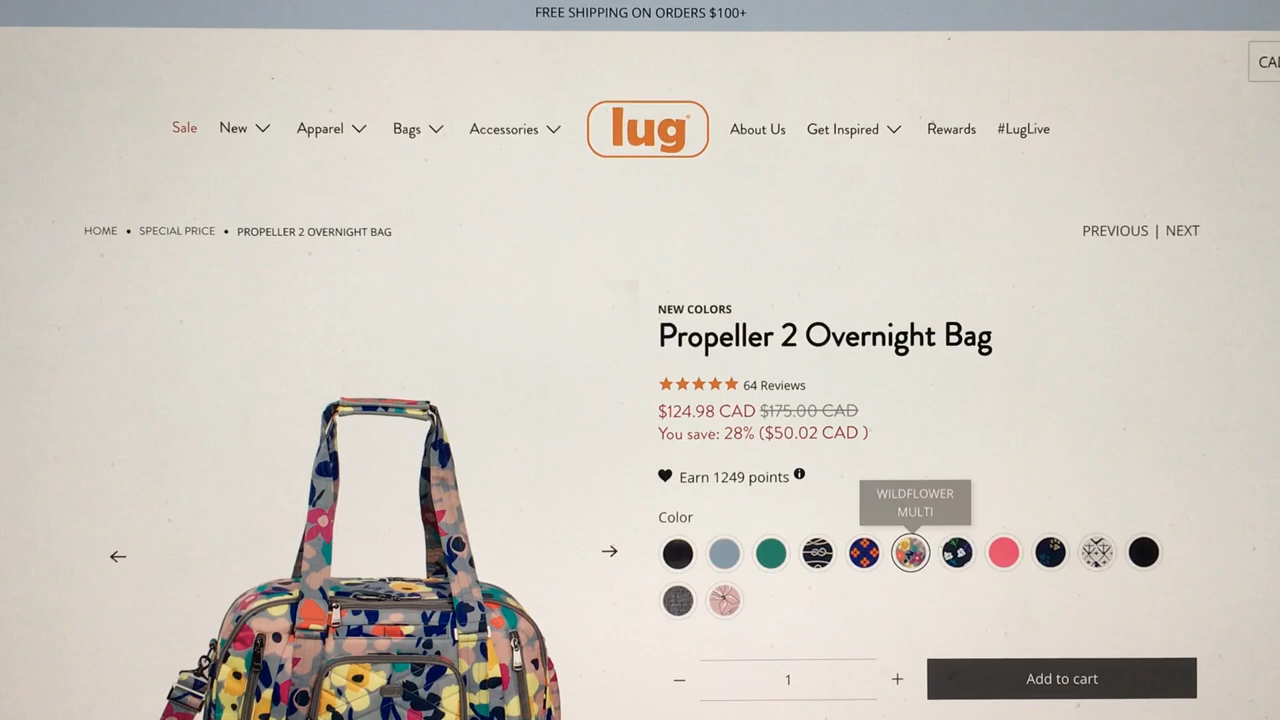 FREE SHIPPING ON ORDERS $100+
Sale New Apparel Bags Accessories lug About Us Get Inspired Rewards #LugLive
HOME • SPECIAL PRICE • PROPELLER 2 OVERNIGHT BAG
PREVIOUS | NEXT
NEW COLORS
Propeller 2 Overnight Bag
64 Reviews
$124.98 CAD $175.00 CAD
You save: 28% ($50.02 CAD )
Earn 1249 points
WILDFLOWER
MULTI
Color
1
Add to cart